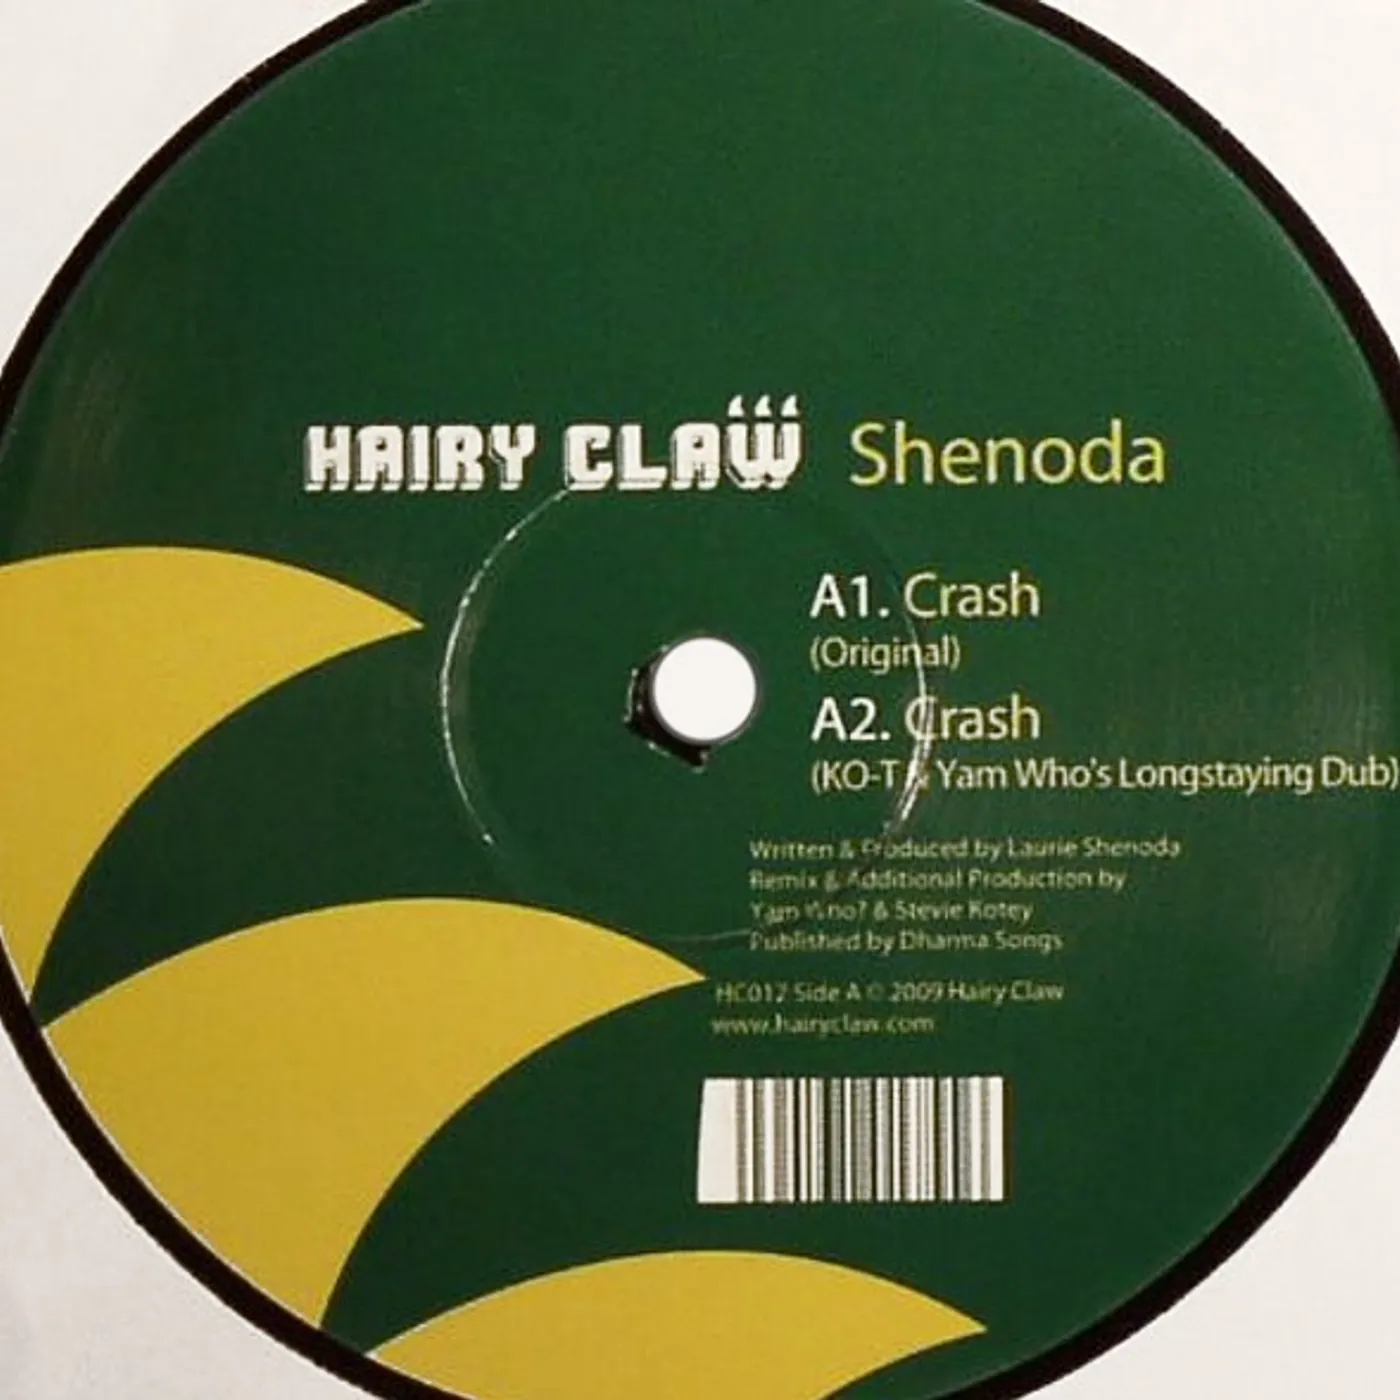 HAIRY CLAW Shenoda
A1. Crash
(Original)
A2. Crash
(KO-T & Yam Who's Longstaying Dub)
Written & Produced by Laurie Shenoda
Remix & Additional Production by
Yam Who? & Stevie Kotey
Published by Dharma Songs
HC012 Side A © 2009 Hairy Claw
www.hairyclaw.com